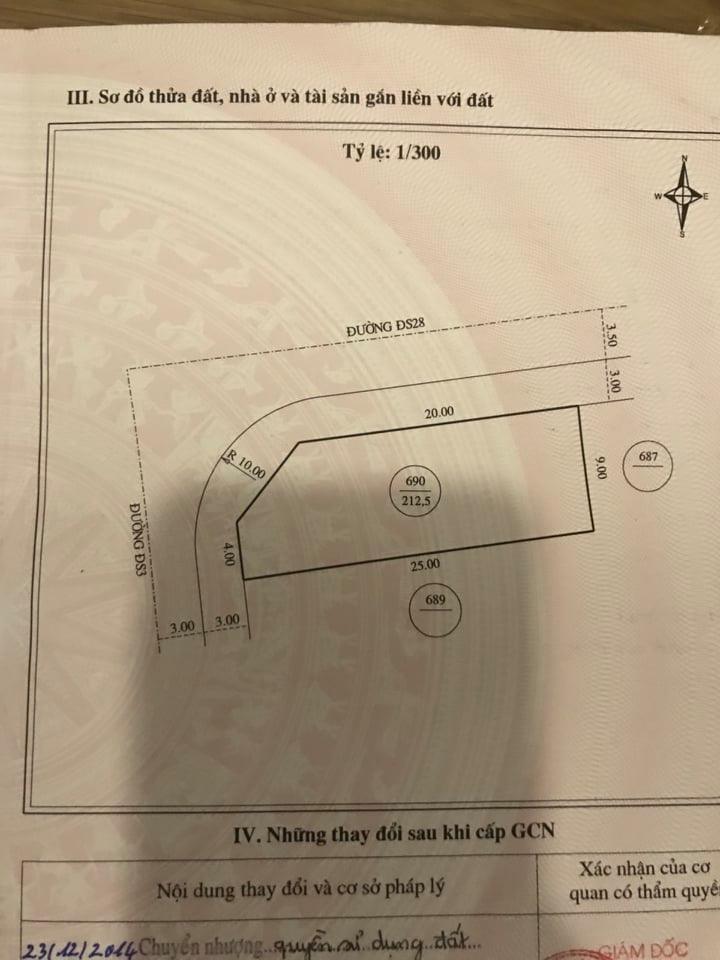 III. Sơ đồ thửa đất, nhà ở và tài sản gắn liền với đất
Tỷ lệ: 1/300
N
W E
S
ĐƯỜNG ĐS28
3.50
3.00
20.00
R 10.00
690
212,5
9.00
687
ĐƯỜNG ĐS3
4.00
25.00
689
3.00 3.00
IV. Những thay đổi sau khi cấp GCN
Nội dung thay đổi và cơ sở pháp lý
Xác nhận của cơ
quan có thẩm quyề
23/12/2014 Chuyển nhượng quyền sử dụng đất...
GIÁM ĐỐC